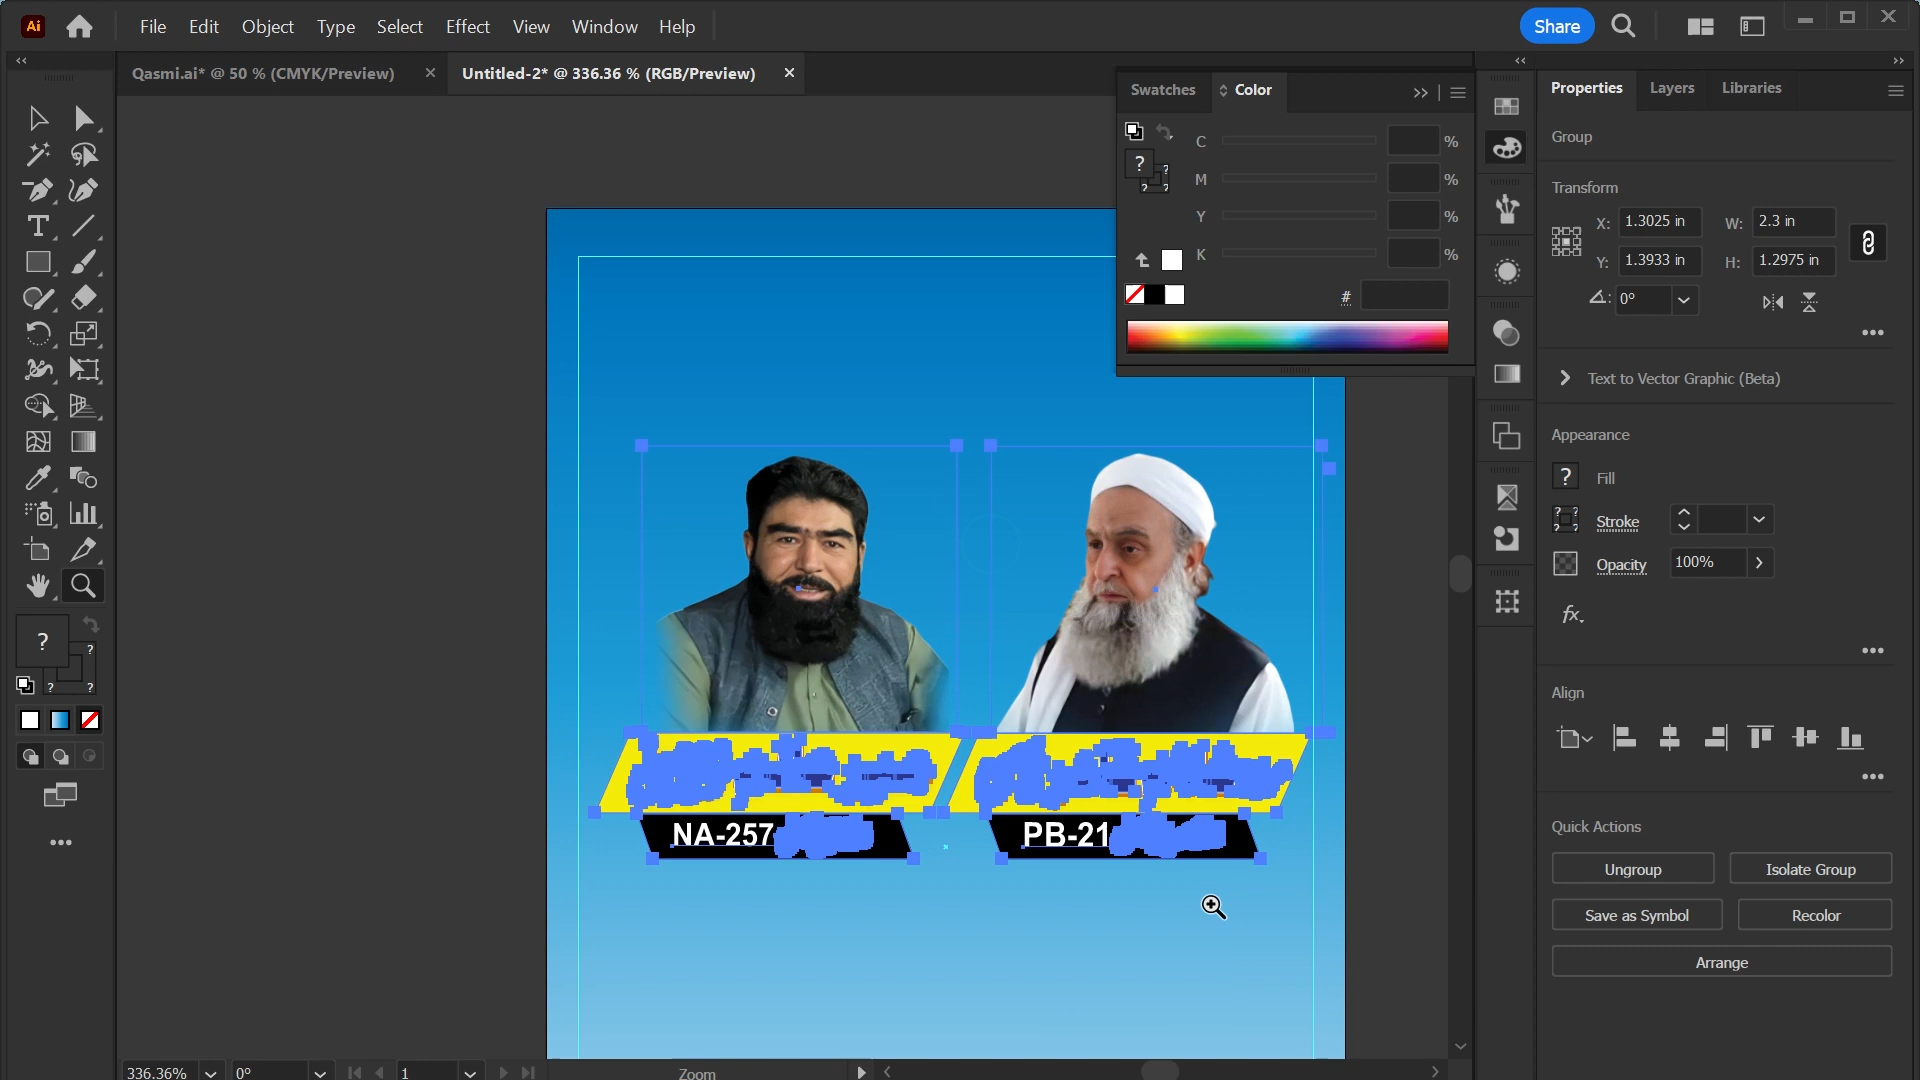 Ai File Edit Object Type Select Effect View Window Help Share
Qasmi.ai* @ 50 % (CMYK/Preview) × Untitled-2* @ 336.36 % (RGB/Preview) ×
Swatches Color
C %
M %
Y %
K %
#
Properties Layers Libraries
Group
Transform
X: 1.3025 in W: 2.3 in
Y: 1.3933 in H: 1.2975 in
0°
Text to Vector Graphic (Beta)
Appearance
? Fill
Stroke
Opacity 100%
fx
Align
Quick Actions
Ungroup Isolate Group
Save as Symbol Recolor
Arrange
NA-257
PB-21
336.36% 0° 1 Zoom